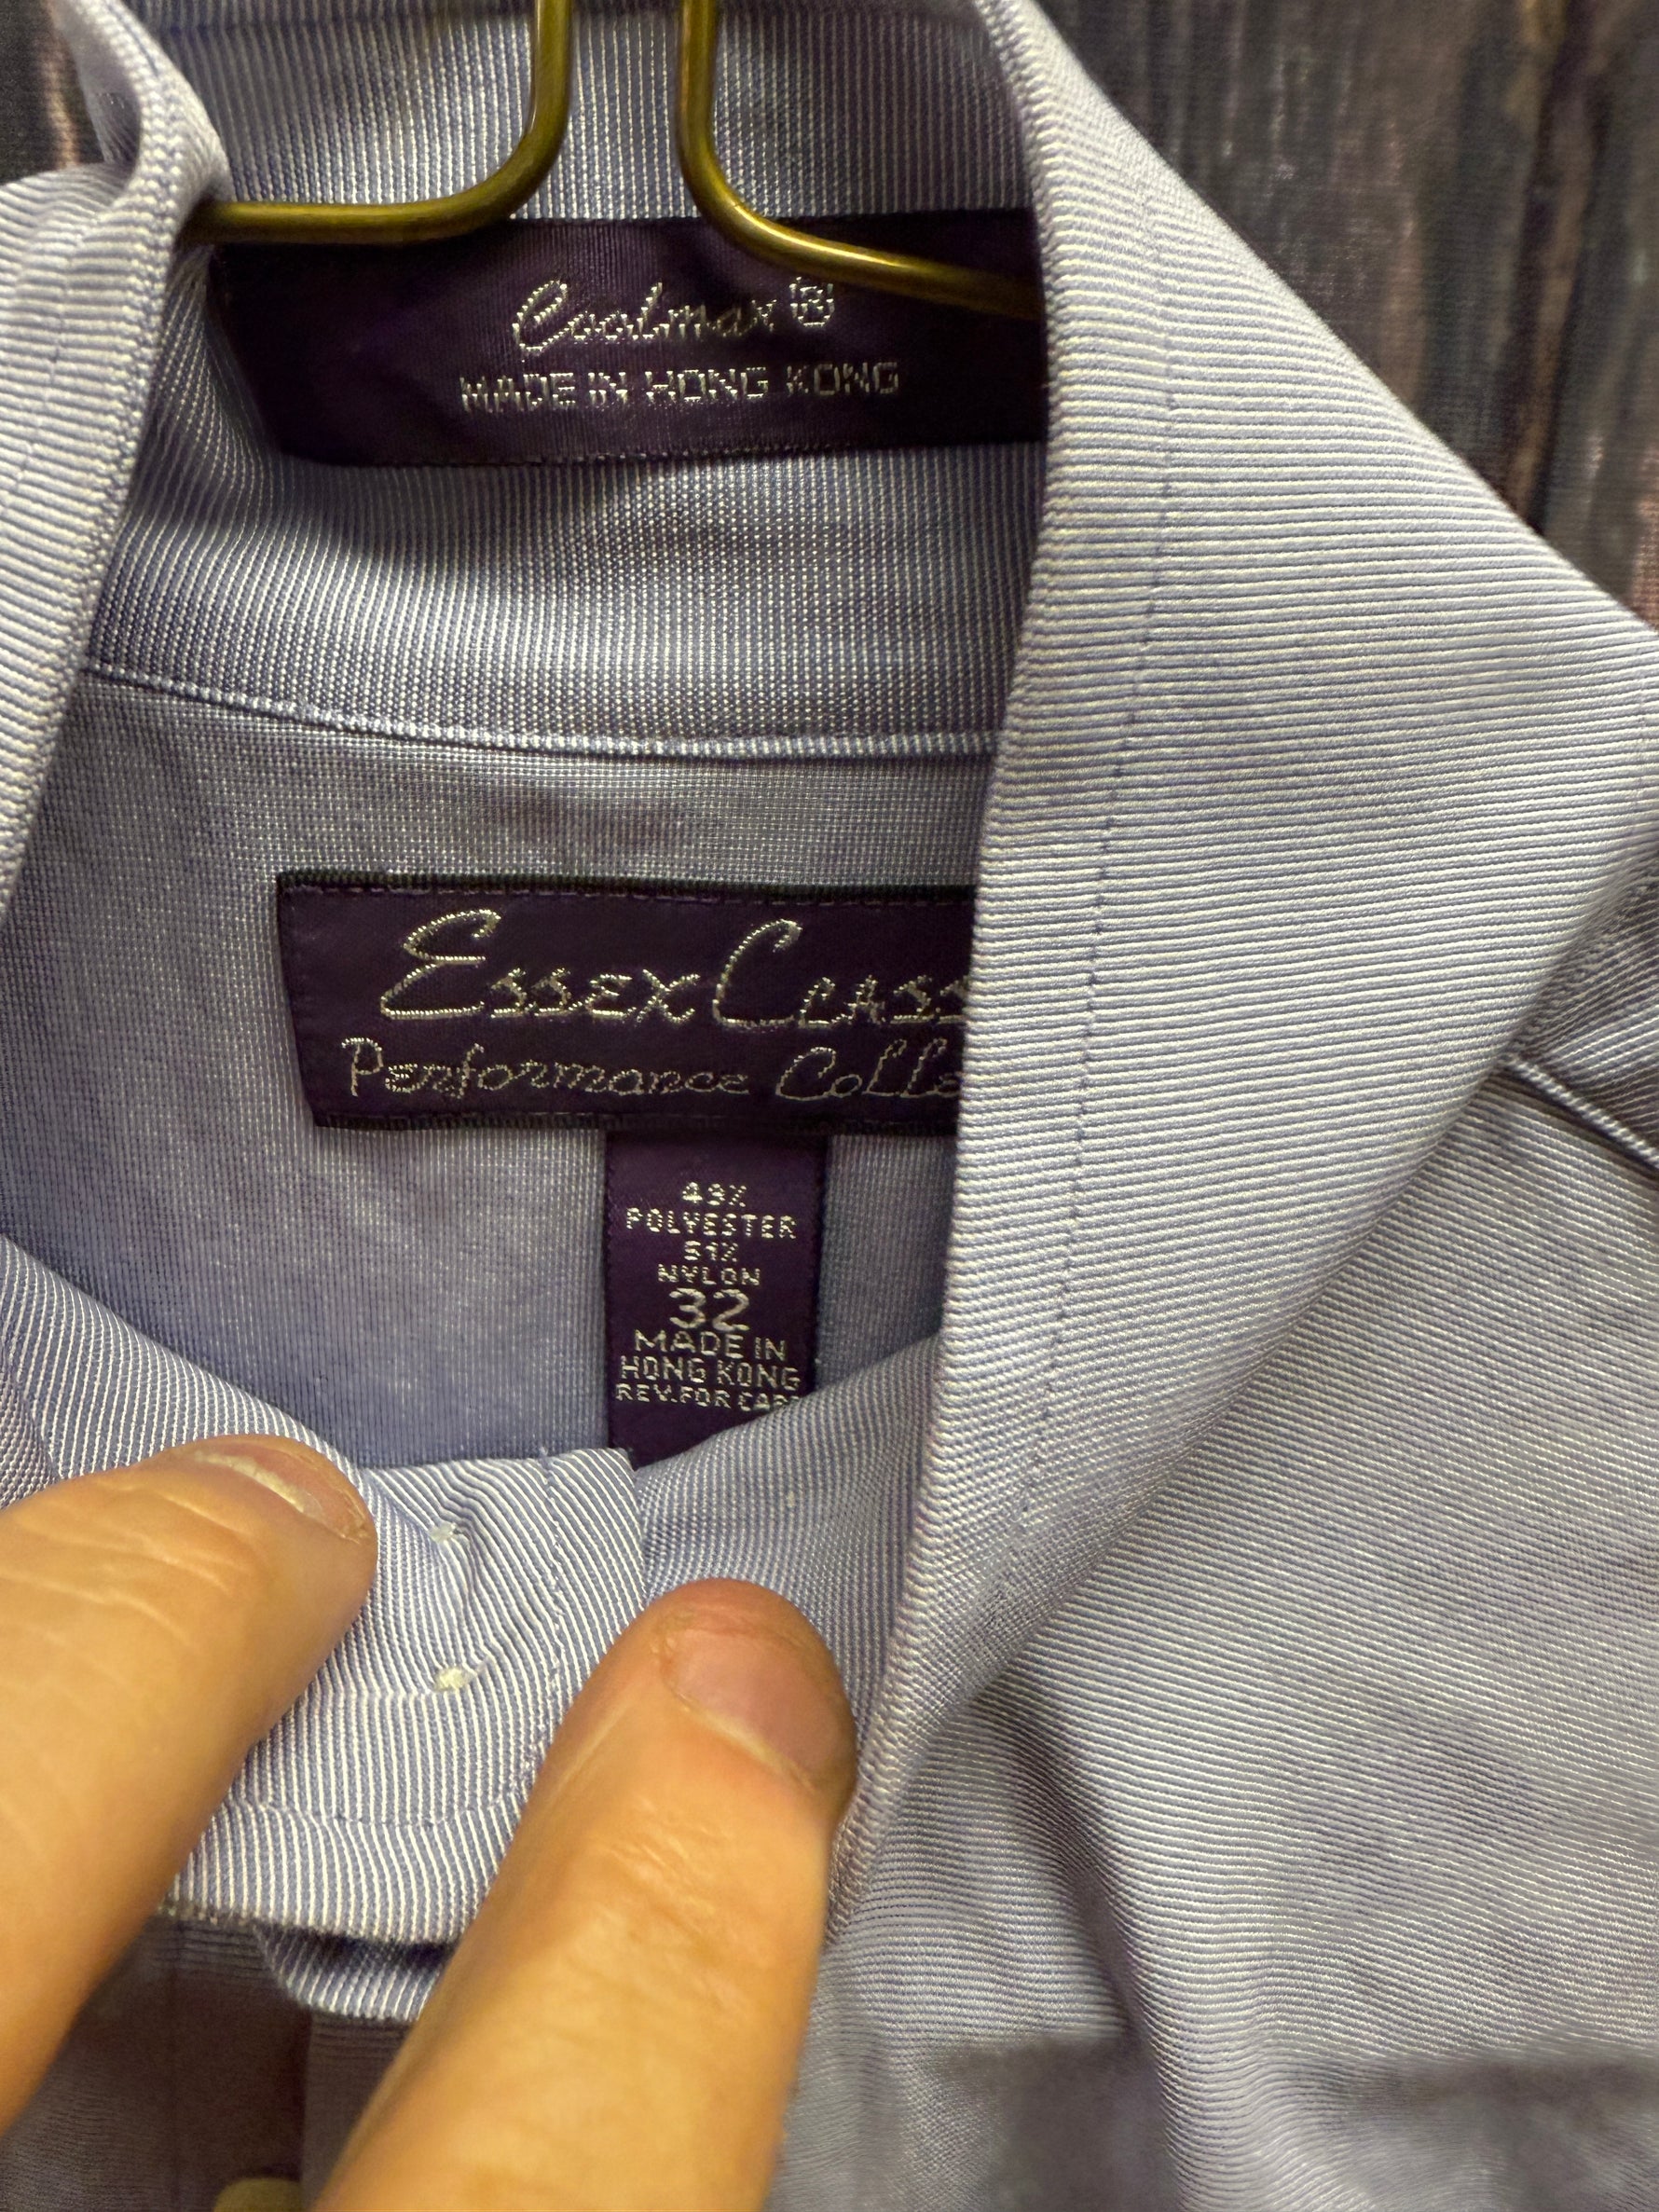 Coolmax®
MADE IN HONG KONG
ESSEX CLASS
Performance Colle
49%
POLYESTER
51%
NYLON
32
MADE IN
HONG KONG
REV.FOR CAR